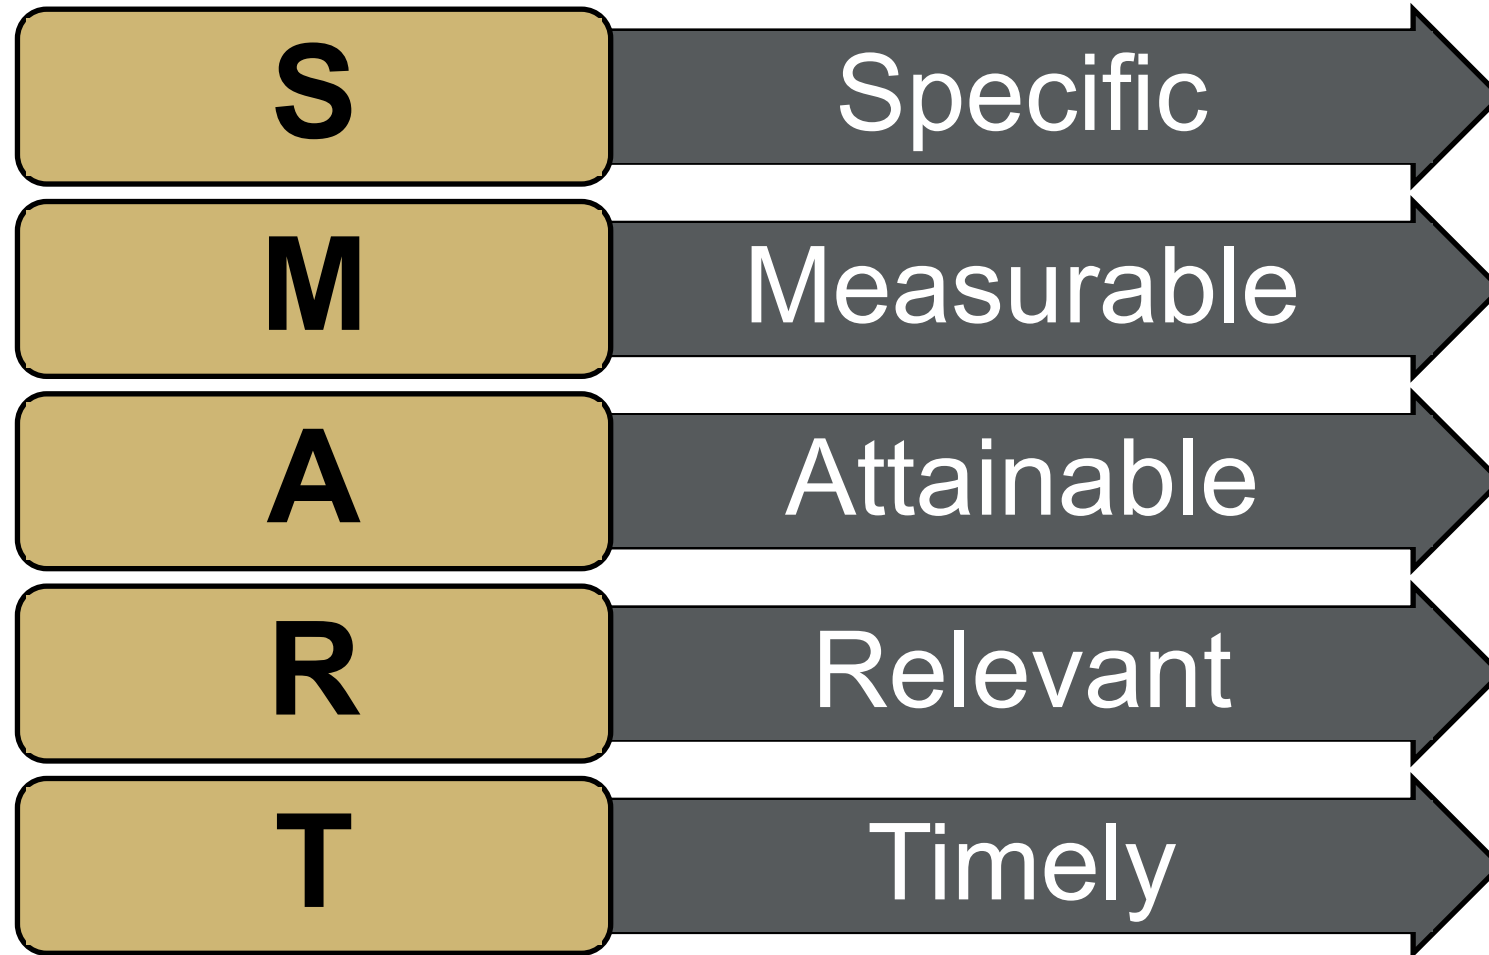 S Specific
M Measurable
A Attainable
R Relevant
T Timely